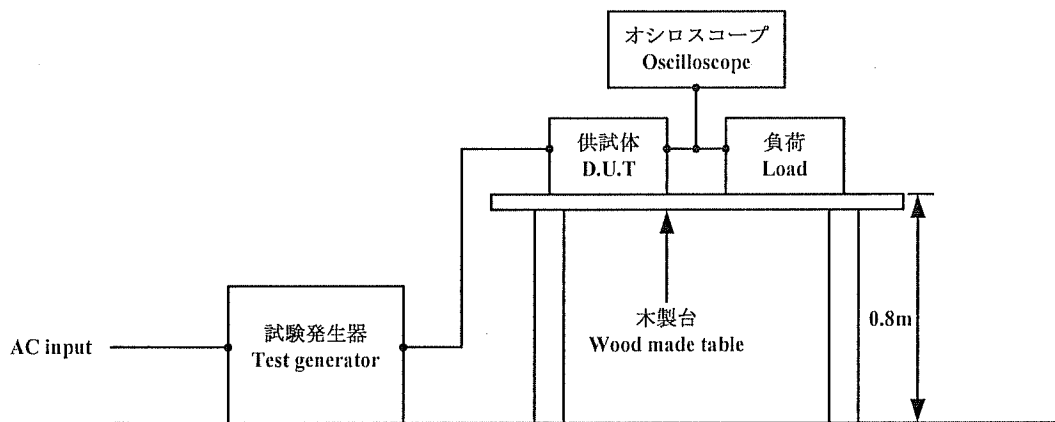 オシロスコープ
Oscilloscope
供試体
D.U.T
負荷
Load
試験発生器
Test generator
AC input
木製台
Wood made table
0.8m